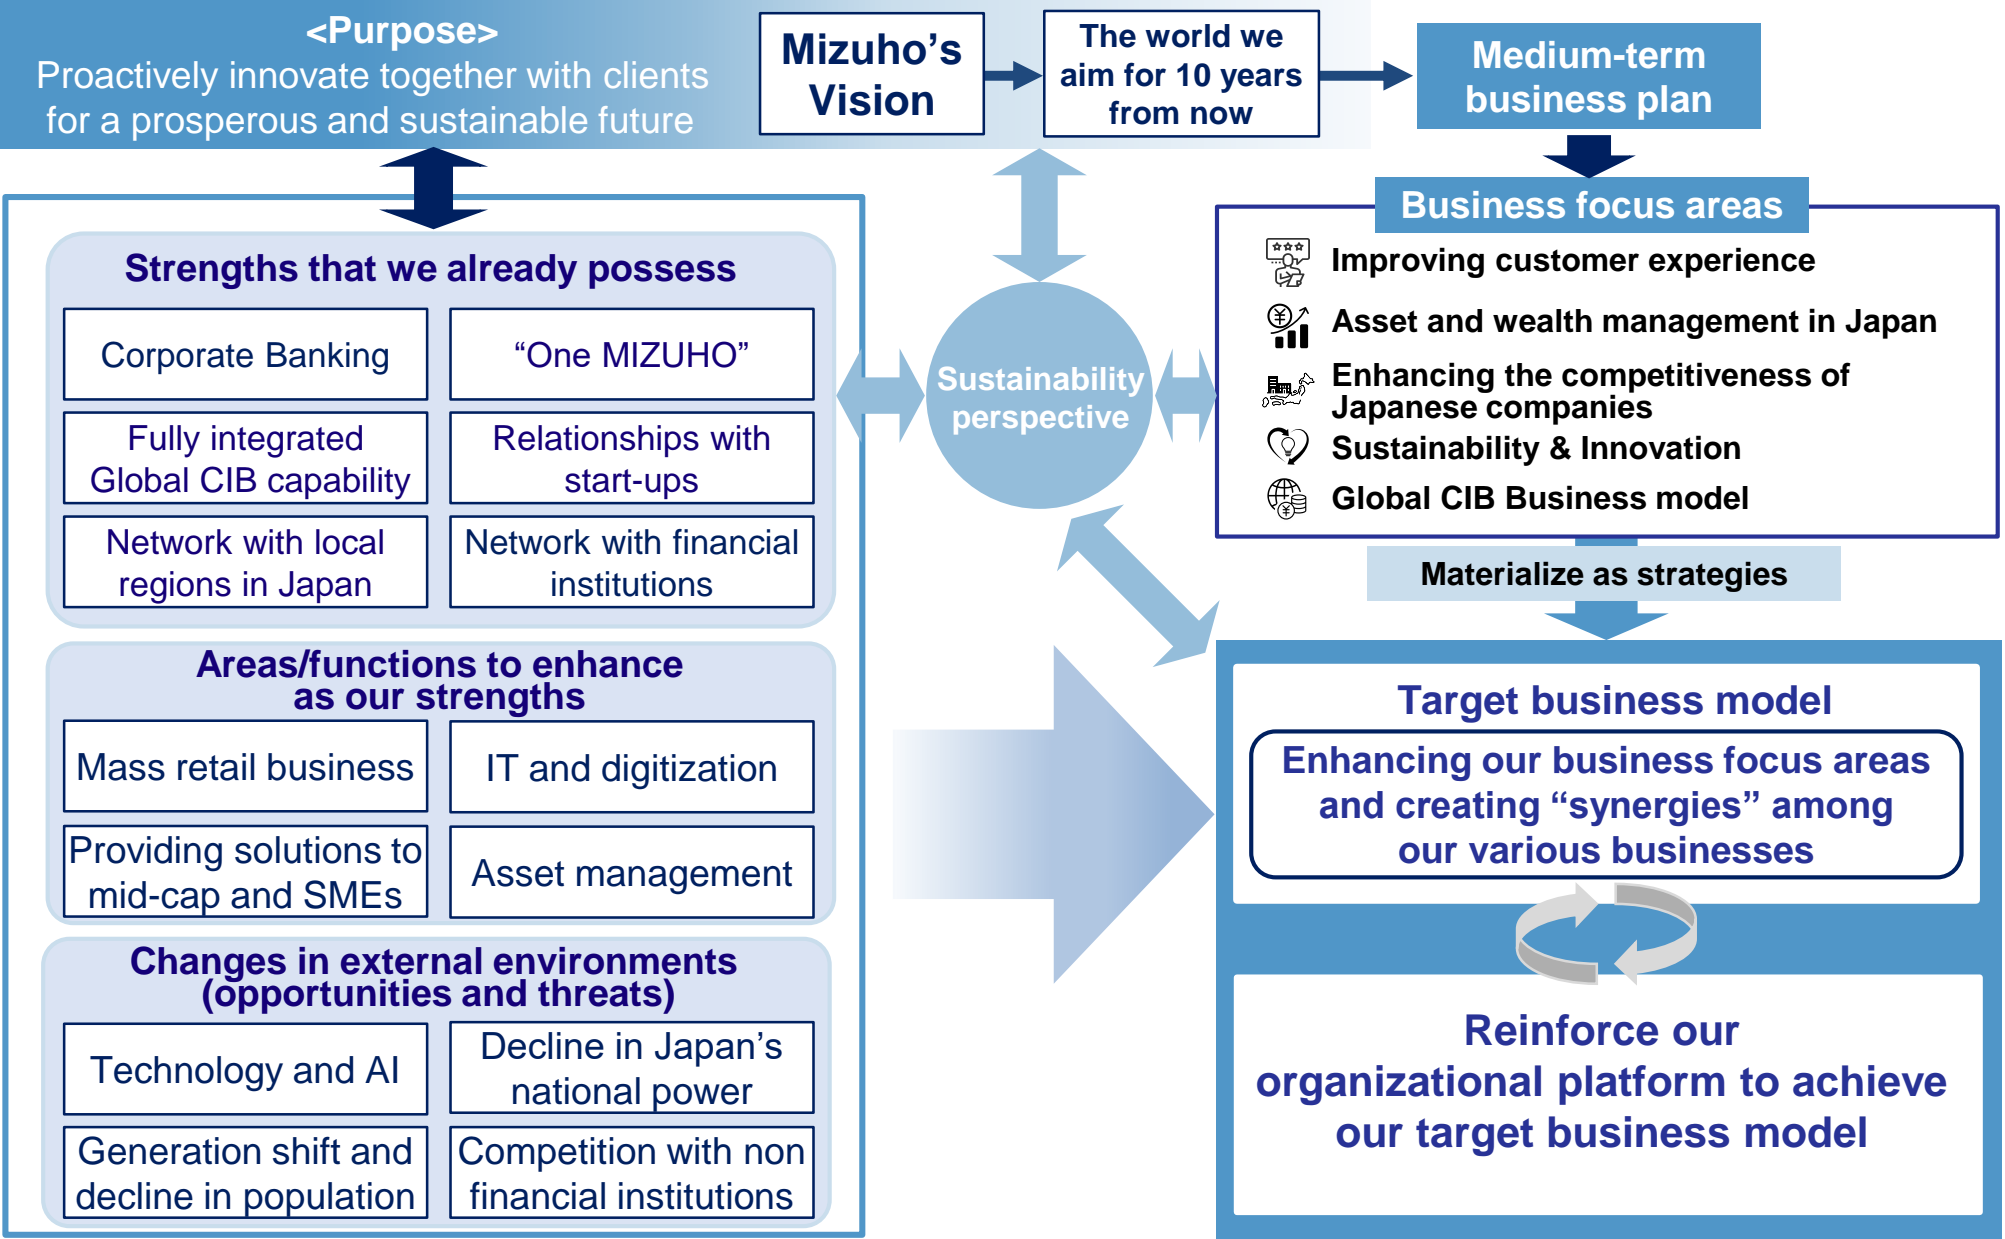 <Purpose>
Proactively innovate together with clients
for a prosperous and sustainable future
Mizuho’s
Vision
The world we
aim for 10 years
from now
Medium-term
business plan
Strengths that we already possess
Corporate Banking
“One MIZUHO”
Fully integrated
Global CIB capability
Relationships with
start-ups
Network with local
regions in Japan
Network with financial
institutions
Areas/functions to enhance
as our strengths
Mass retail business
IT and digitization
Providing solutions to
mid-cap and SMEs
Asset management
Changes in external environments
(opportunities and threats)
Technology and AI
Decline in Japan’s
national power
Generation shift and
decline in population
Competition with non
financial institutions
Sustainability
perspective
Business focus areas
Improving customer experience
Asset and wealth management in Japan
Enhancing the competitiveness of
Japanese companies
Sustainability & Innovation
Global CIB Business model
Materialize as strategies
Target business model
Enhancing our business focus areas
and creating “synergies” among
our various businesses
Reinforce our
organizational platform to achieve
our target business model